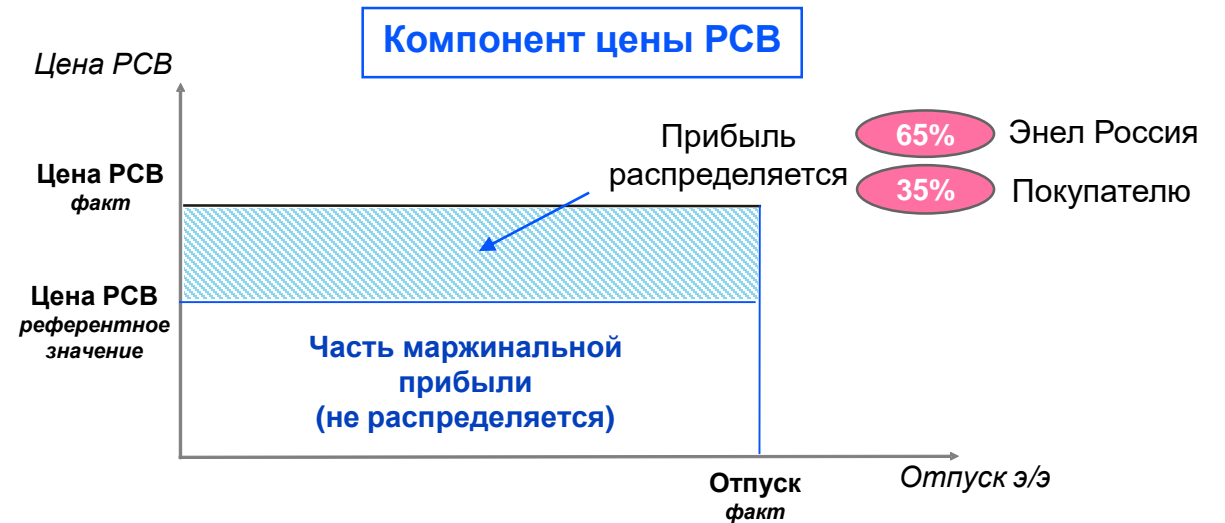 Компонент цены РСВ
Цена РСВ
Прибыль
распределяется
65%
Энел Россия
35%
Покупателю
Цена РСВ
факт
Цена РСВ
референтное
значение
Часть маржинальной
прибыли
(не распределяется)
Отпуск
факт
Отпуск э/э